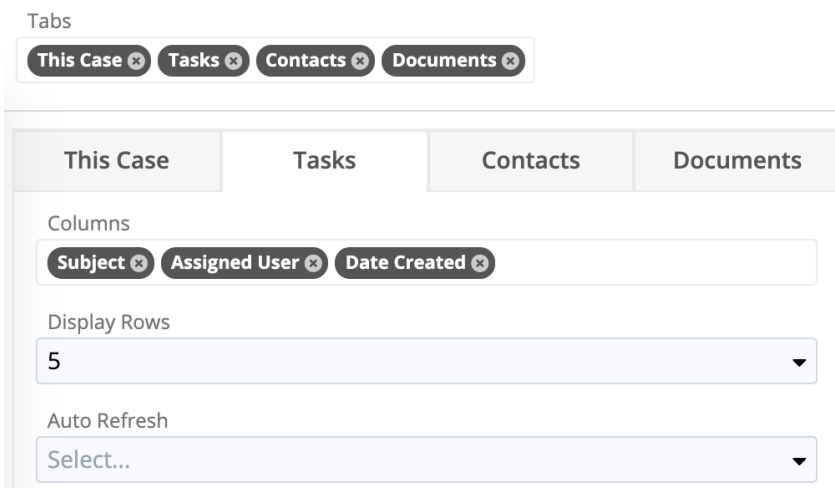 Tabs
This Case Tasks Contacts Documents
This Case Tasks Contacts Documents
Columns
Subject Assigned User Date Created
Display Rows
5
Auto Refresh
Select...